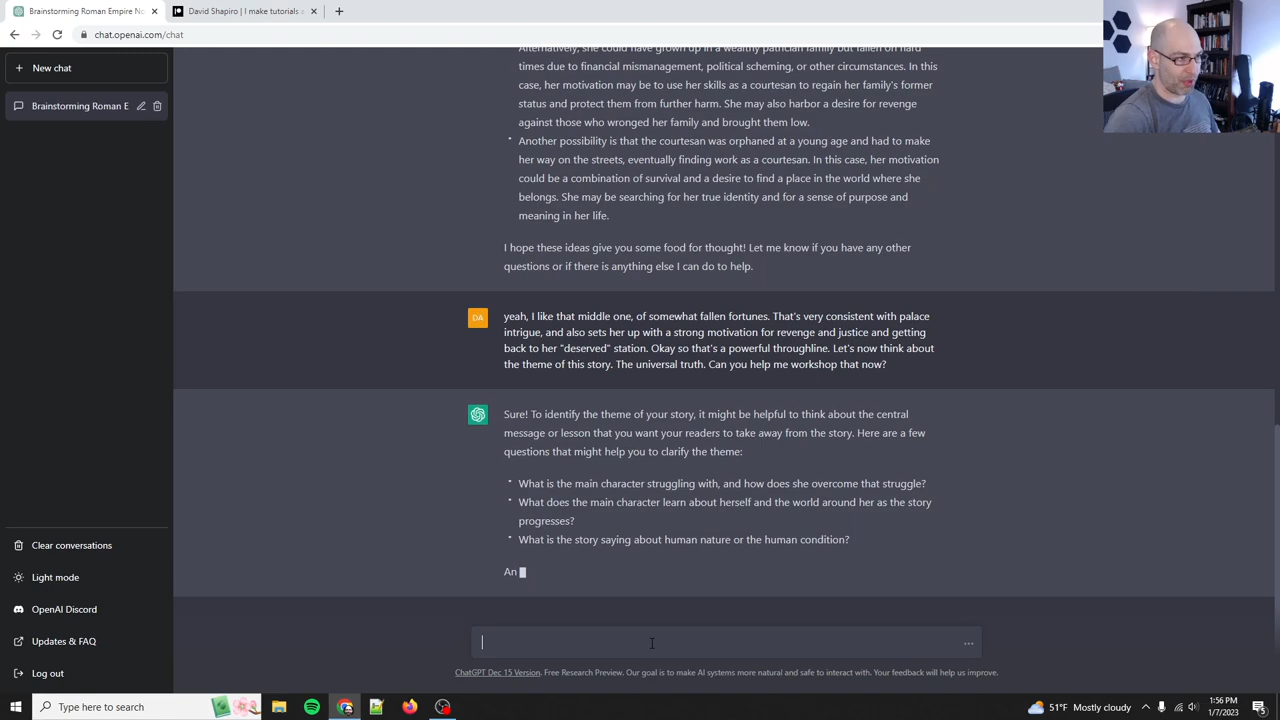 Brainstorming Roman Empire No
David Shapiro | I make tutorials a
chat.openai.com/chat
New chat
Brainstorming Roman E
Alternatively, she could have grown up in a wealthy patrician family but fallen on hard
times due to financial mismanagement, political scheming, or other circumstances. In this
case, her motivation may be to use her skills as a courtesan to regain her family's former
status and protect them from further harm. She may also harbor a desire for revenge
against those who wronged her family and brought them low.
Another possibility is that the courtesan was orphaned at a young age and had to make
her way on the streets, eventually finding work as a courtesan. In this case, her motivation
could be a combination of survival and a desire to find a place in the world where she
belongs. She may be searching for her true identity and for a sense of purpose and
meaning in her life.
I hope these ideas give you some food for thought! Let me know if you have any other
questions or if there is anything else I can do to help.
DA
yeah, I like that middle one, of somewhat fallen fortunes. That's very consistent with palace
intrigue, and also sets her up with a strong motivation for revenge and justice and getting
back to her "deserved" station. Okay so that's a powerful throughline. Let's now think about
the theme of this story. The universal truth. Can you help me workshop that now?
Sure! To identify the theme of your story, it might be helpful to think about the central
message or lesson that you want your readers to take away from the story. Here are a few
questions that might help you to clarify the theme:
What is the main character struggling with, and how does she overcome that struggle?
What does the main character learn about herself and the world around her as the story
progresses?
What is the story saying about human nature or the human condition?
An
Clear conversations
Light mode
OpenAI Discord
Updates & FAQ
Log out
ChatGPT Dec 15 Version. Free Research Preview. Our goal is to make AI systems more natural and safe to interact with. Your feedback will help us improve.
Type here to search
51°F Mostly cloudy
1:56 PM
1/7/2023